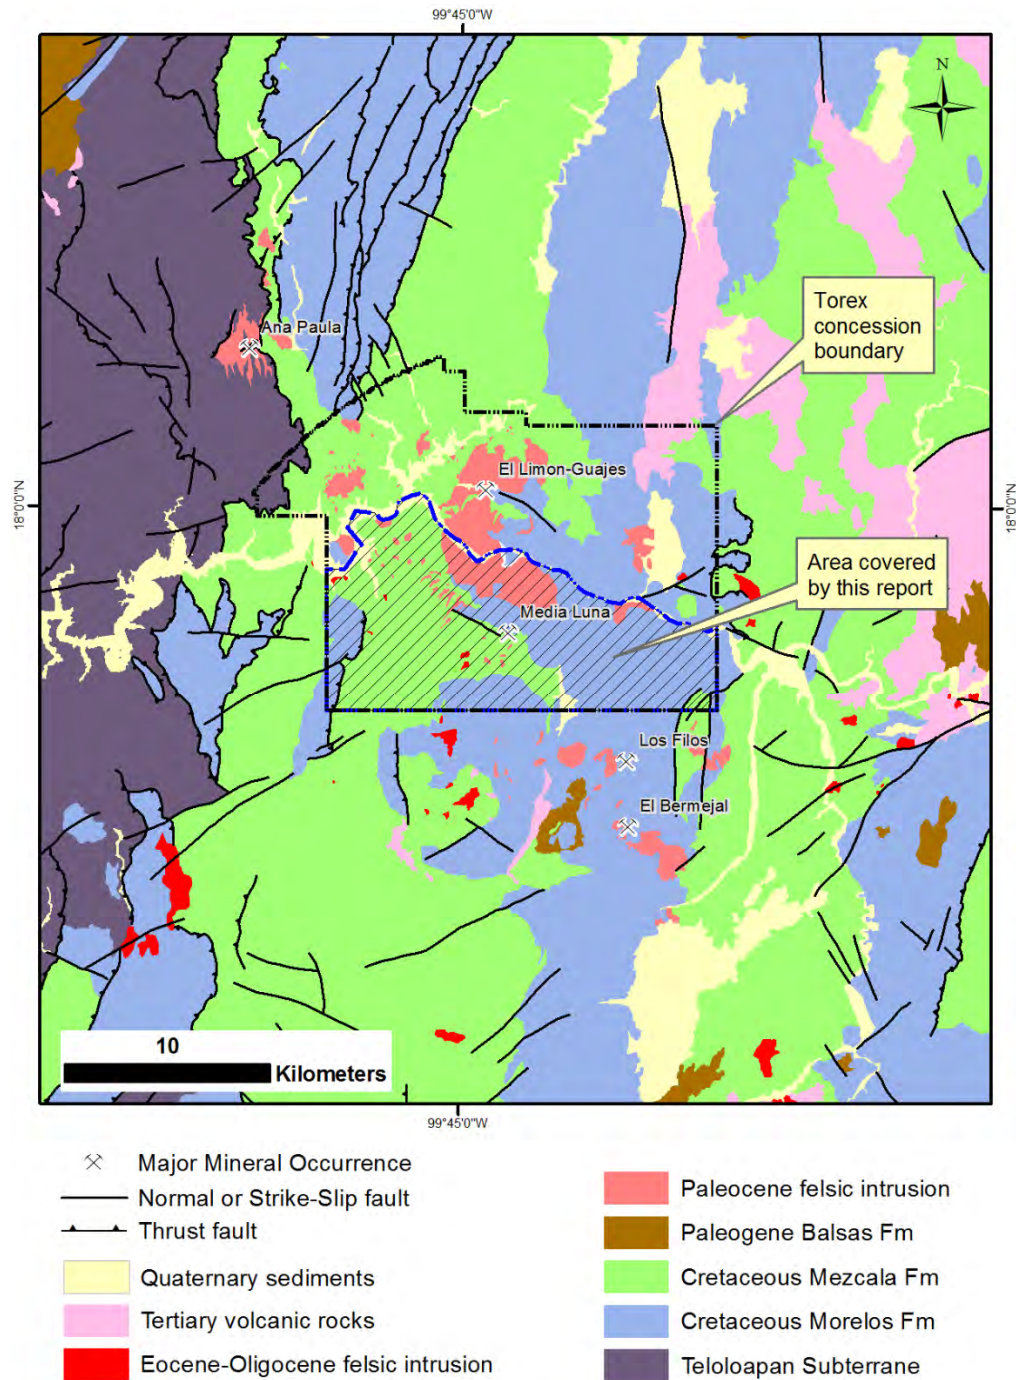 99°45'0"W
N
Torex
concession
boundary
Ana Paula
El Limon-Guajes
18°0'0"N
18°0'0"N
Area covered
by this report
Media Luna
Los Filos
El Bermejal
10
Kilometers
99°45'0"W
Major Mineral Occurrence
Normal or Strike-Slip fault
Thrust fault
Quaternary sediments
Tertiary volcanic rocks
Eocene-Oligocene felsic intrusion
Paleocene felsic intrusion
Paleogene Balsas Fm
Cretaceous Mezcala Fm
Cretaceous Morelos Fm
Teloloapan Subterrane